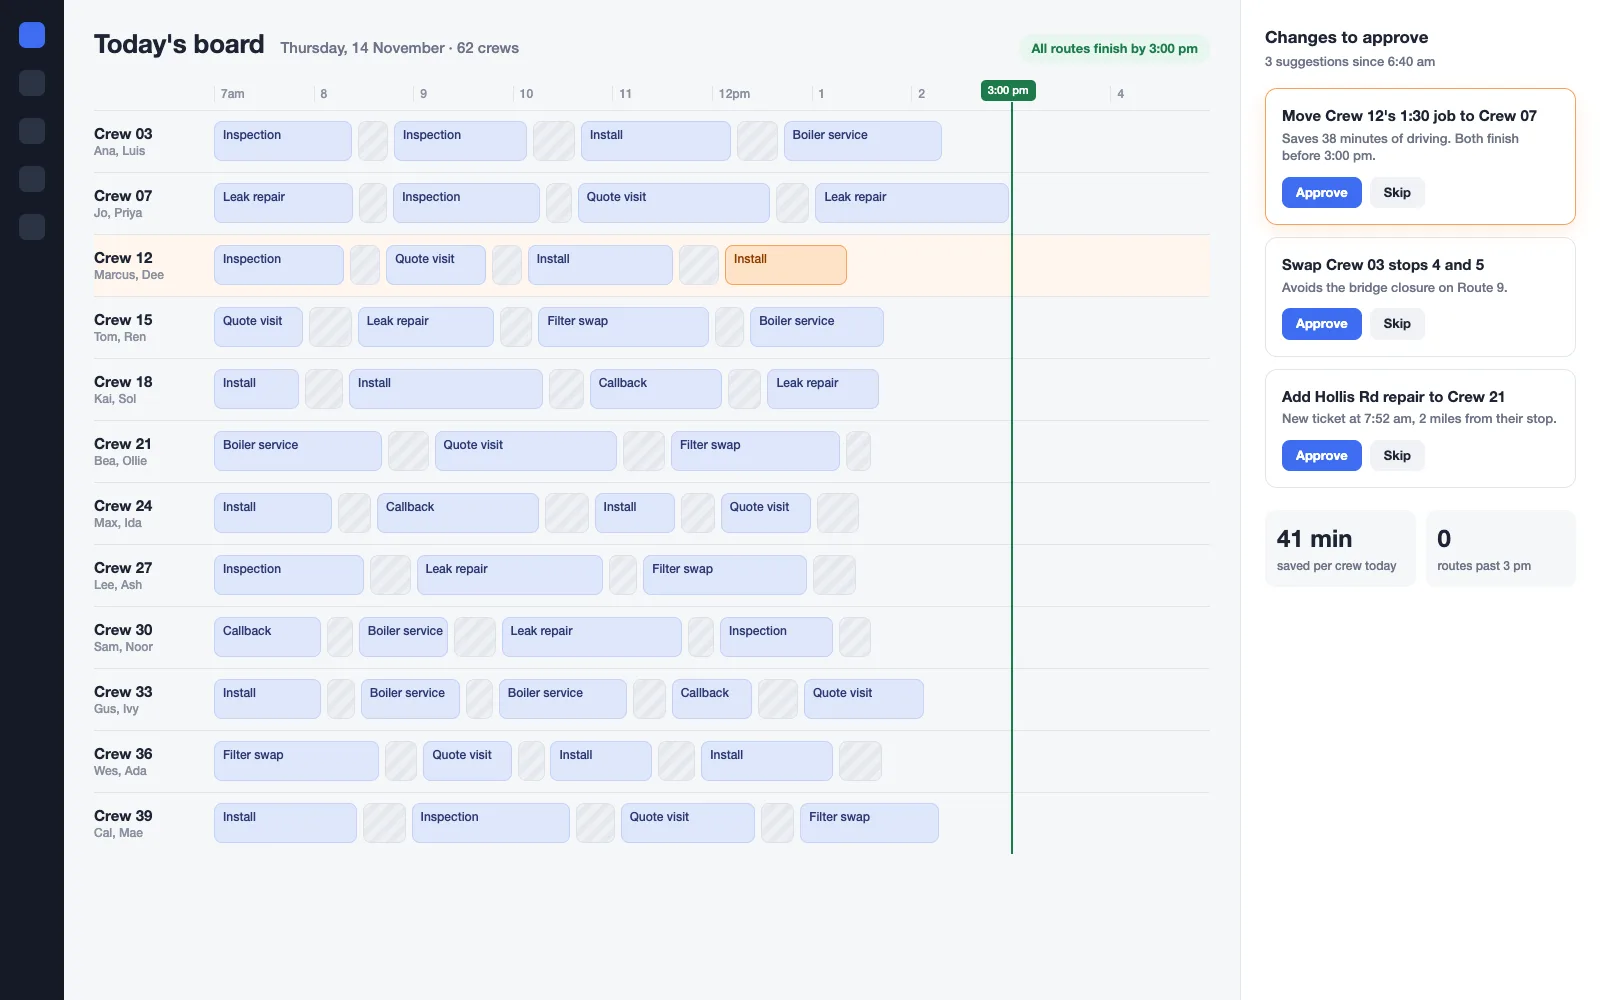 Today's board
Thursday, 14 November · 62 crews
All routes finish by 3:00 pm
7am 8 9 10 11 12pm 1 2 3:00 pm 4
Crew 03
Ana, Luis
Inspection Inspection Install Boiler service
Crew 07
Jo, Priya
Leak repair Inspection Quote visit Leak repair
Crew 12
Marcus, Dee
Inspection Quote visit Install Install
Crew 15
Tom, Ren
Quote visit Leak repair Filter swap Boiler service
Crew 18
Kai, Sol
Install Install Callback Leak repair
Crew 21
Bea, Ollie
Boiler service Quote visit Filter swap
Crew 24
Max, Ida
Install Callback Install Quote visit
Crew 27
Lee, Ash
Inspection Leak repair Filter swap
Crew 30
Sam, Noor
Callback Boiler service Leak repair Inspection
Crew 33
Gus, Ivy
Install Boiler service Boiler service Callback Quote visit
Crew 36
Wes, Ada
Filter swap Quote visit Install Install
Crew 39
Cal, Mae
Install Inspection Quote visit Filter swap
Changes to approve
3 suggestions since 6:40 am
Move Crew 12's 1:30 job to Crew 07
Saves 38 minutes of driving. Both finish
before 3:00 pm.
Approve Skip
Swap Crew 03 stops 4 and 5
Avoids the bridge closure on Route 9.
Approve Skip
Add Hollis Rd repair to Crew 21
New ticket at 7:52 am, 2 miles from their stop.
Approve Skip
41 min
saved per crew today
0
routes past 3 pm